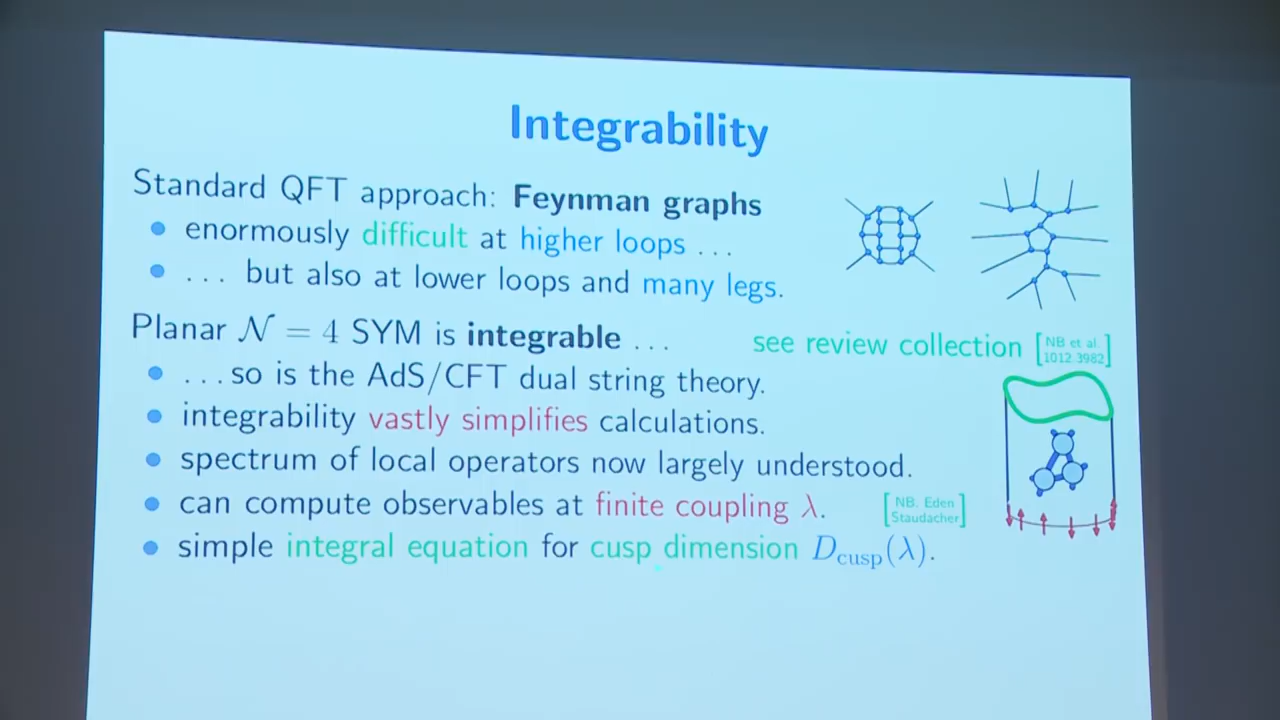 Integrability
Standard QFT approach: Feynman graphs
• enormously difficult at higher loops ...
• ... but also at lower loops and many legs.
Planar 𝒩 = 4 SYM is integrable ...
see review collection [NB et al. 1012.3982]
• ...so is the AdS/CFT dual string theory.
• integrability vastly simplifies calculations.
• spectrum of local operators now largely understood.
• can compute observables at finite coupling λ.
[NB, Eden Staudacher]
• simple integral equation for cusp dimension D_cusp(λ).